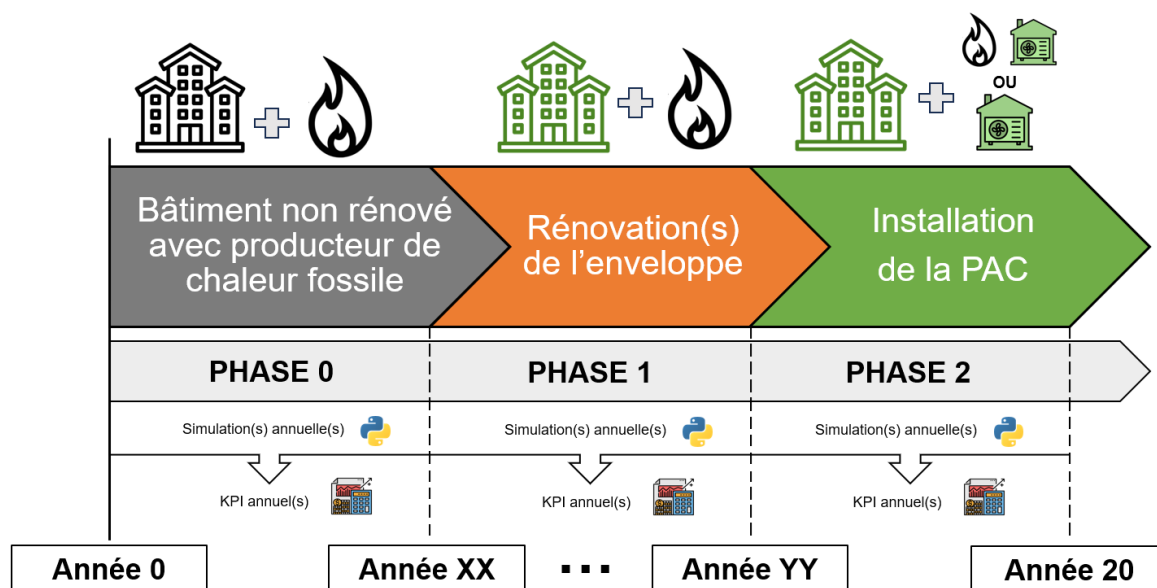 OU
Bâtiment non rénové
avec producteur de
chaleur fossile
Rénovation(s)
de l’enveloppe
Installation
de la PAC
PHASE 0
PHASE 1
PHASE 2
Simulation(s) annuelle(s)
Simulation(s) annuelle(s)
Simulation(s) annuelle(s)
KPI annuel(s)
KPI annuel(s)
KPI annuel(s)
Année 0
Année XX
...
Année YY
Année 20